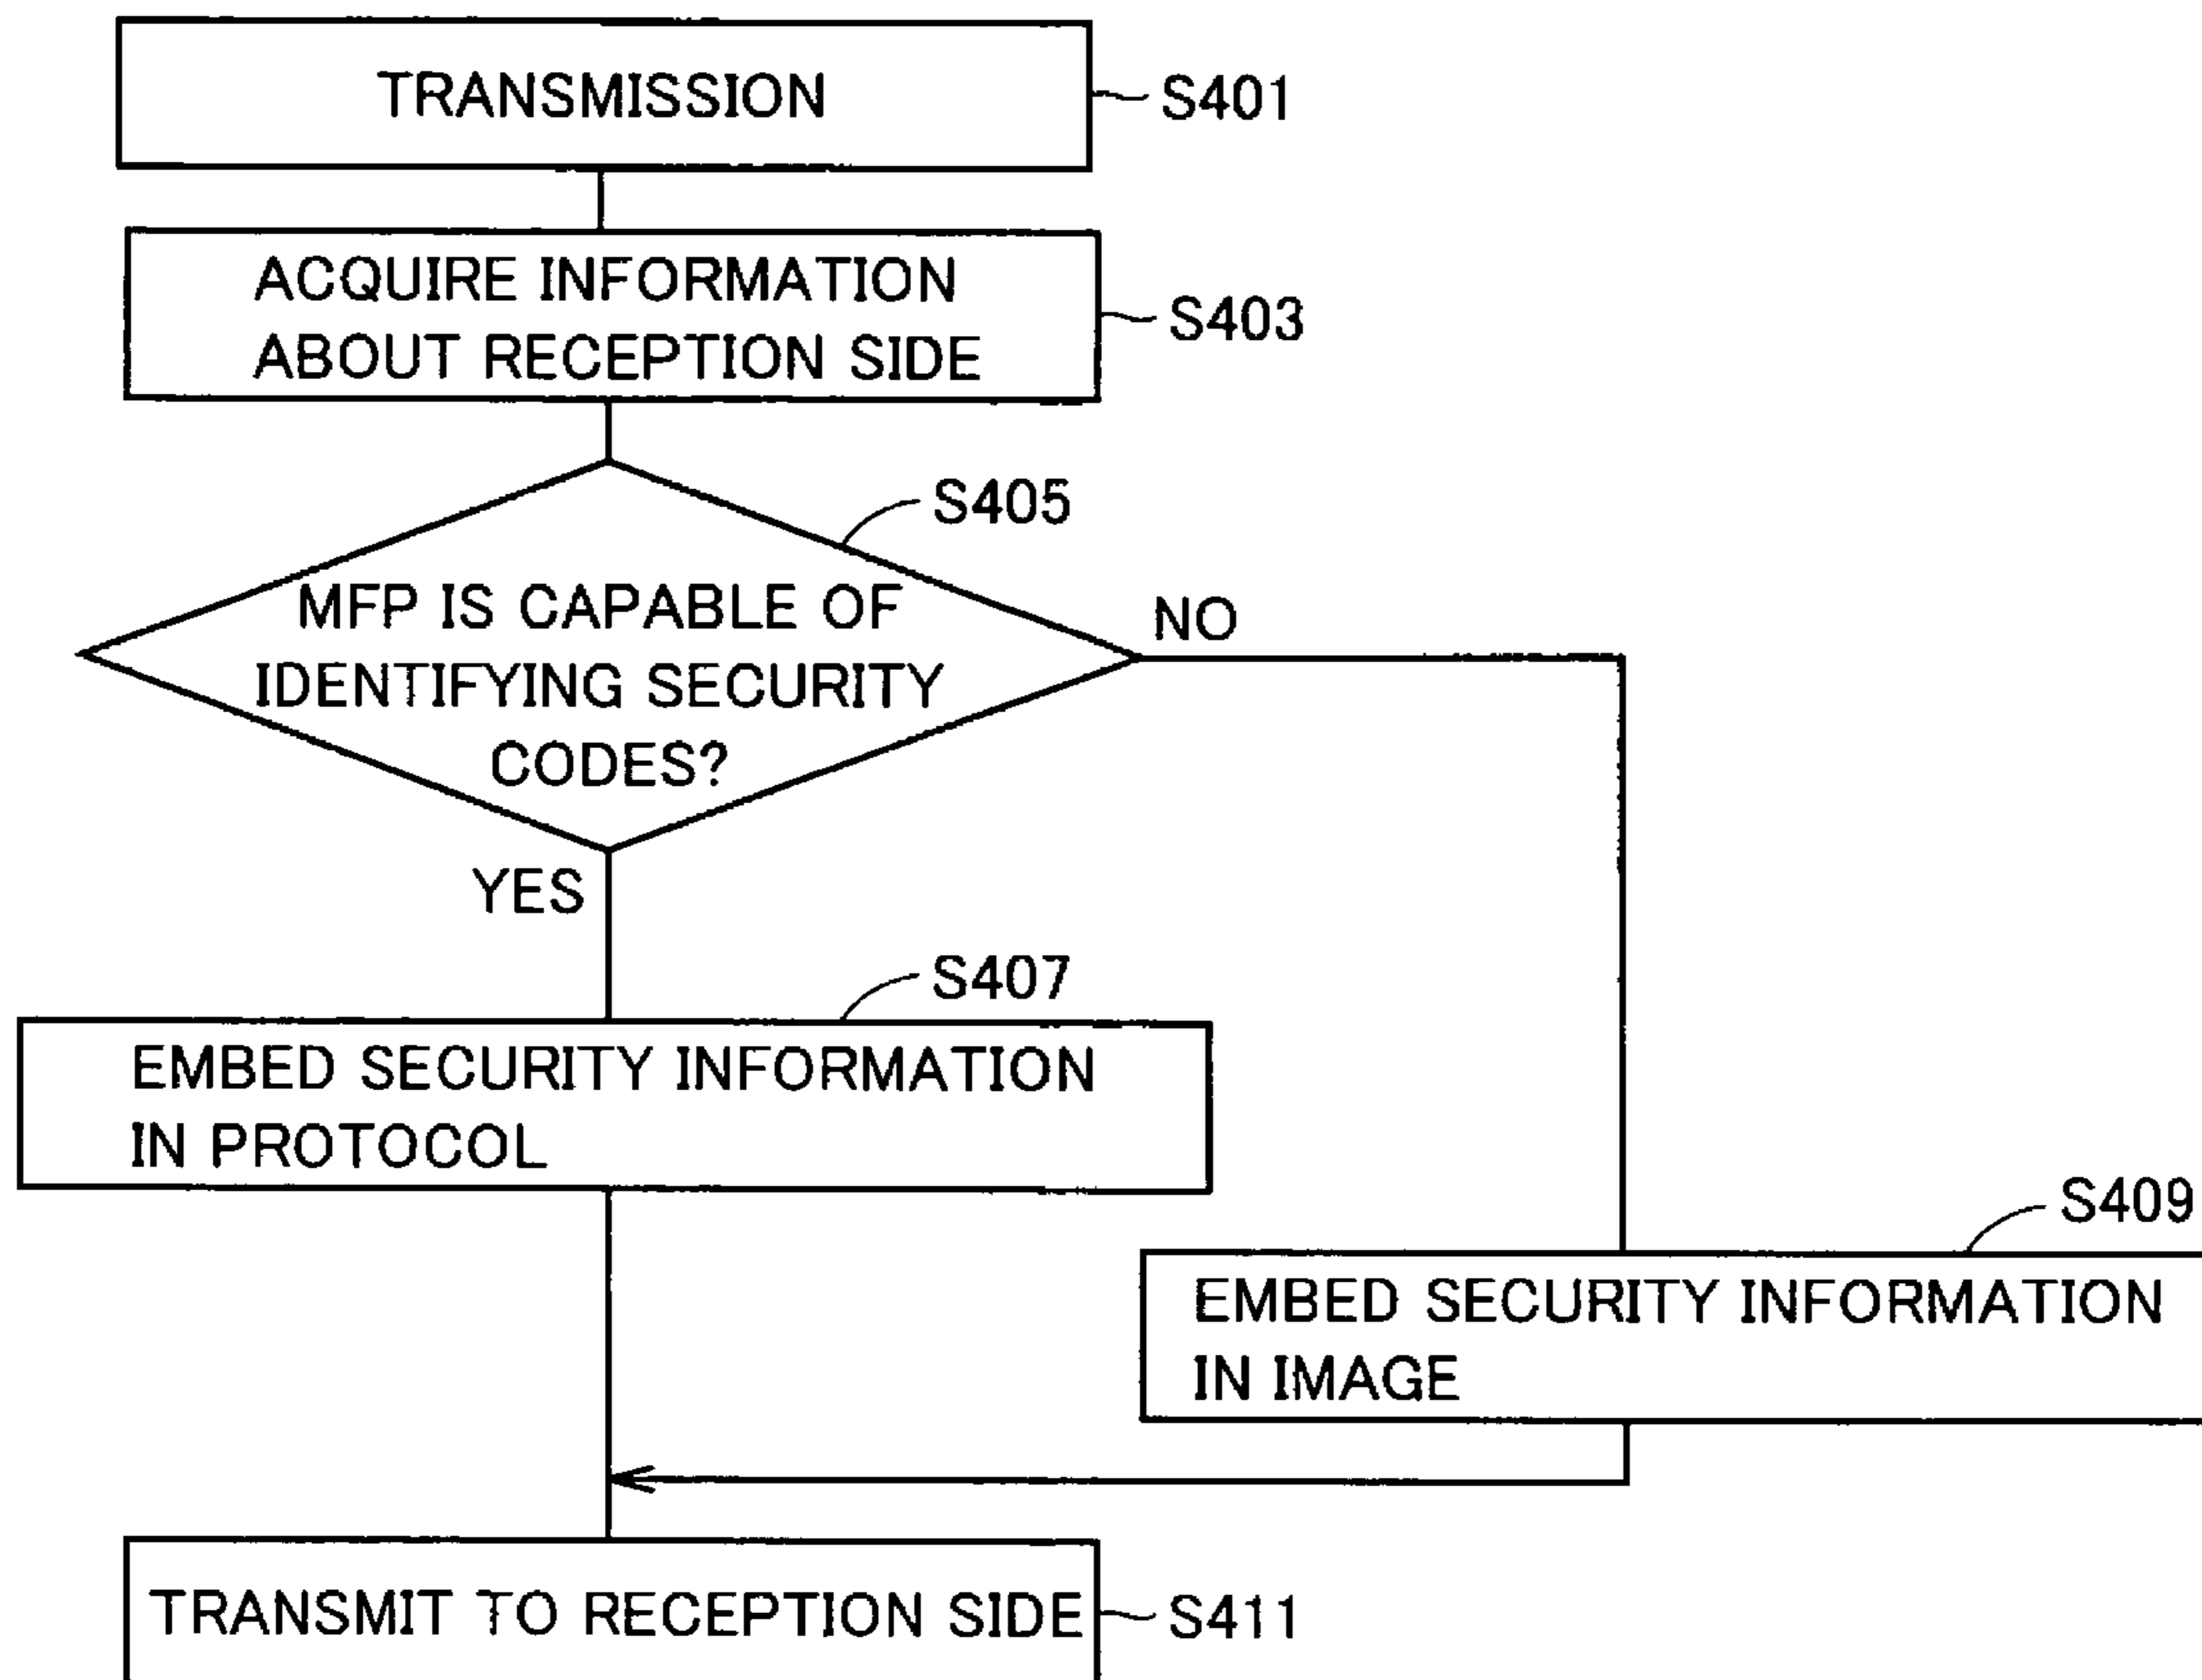 TRANSMISSION
S401
ACQUIRE INFORMATION
ABOUT RECEPTION SIDE
S403
S405
MFP IS CAPABLE OF
IDENTIFYING SECURITY
CODES?
NO
YES
S407
EMBED SECURITY INFORMATION
IN PROTOCOL
S409
EMBED SECURITY INFORMATION
IN IMAGE
TRANSMIT TO RECEPTION SIDE
S411